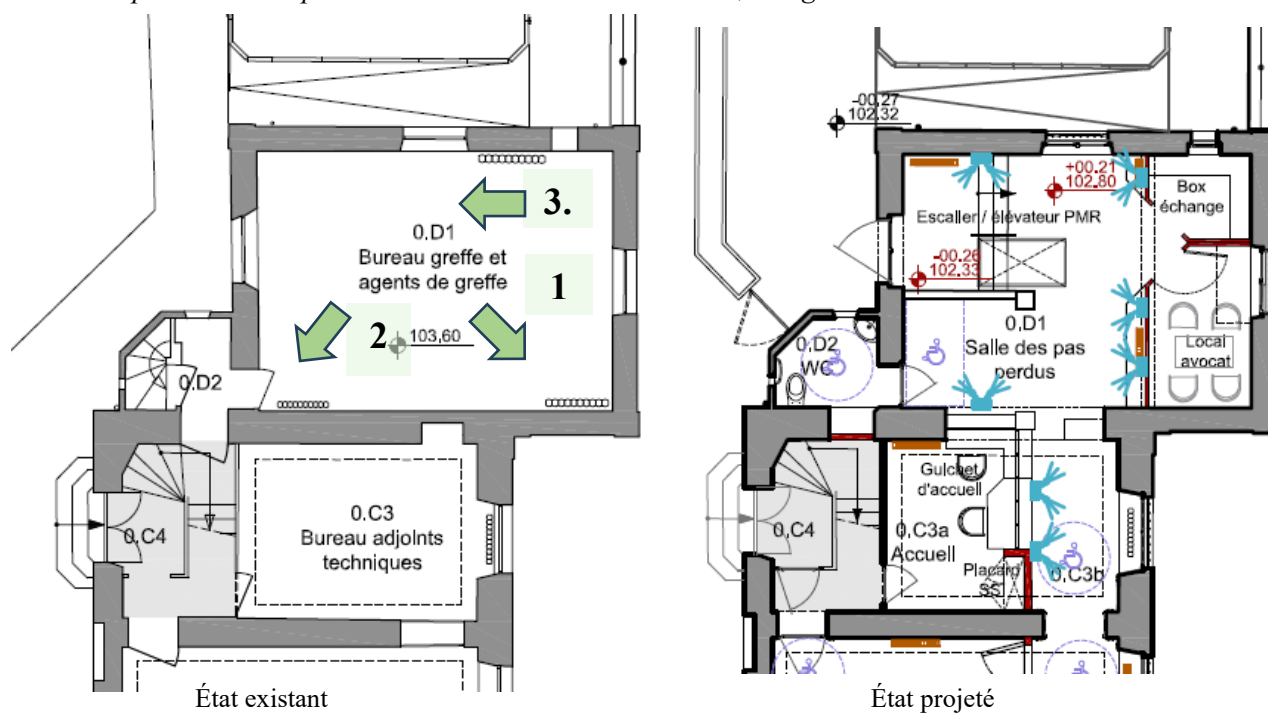 3.
0.D1
Bureau greffe et
agents de greffe
1
2
103,60
0.D2
0.C3
Bureau adjoints
techniques
0.C4
État existant
-00.27
102.32
+00.21
102.80
Box
échange
Escalier / élévateur PMR
-00.26
102.33
0.D1
Salle des pas
perdus
Local
avocat
0.D2
WC
Guichet
d'accueil
0.C4
0.C3a
Accueil
Placard
SS
0.C3b
État projeté